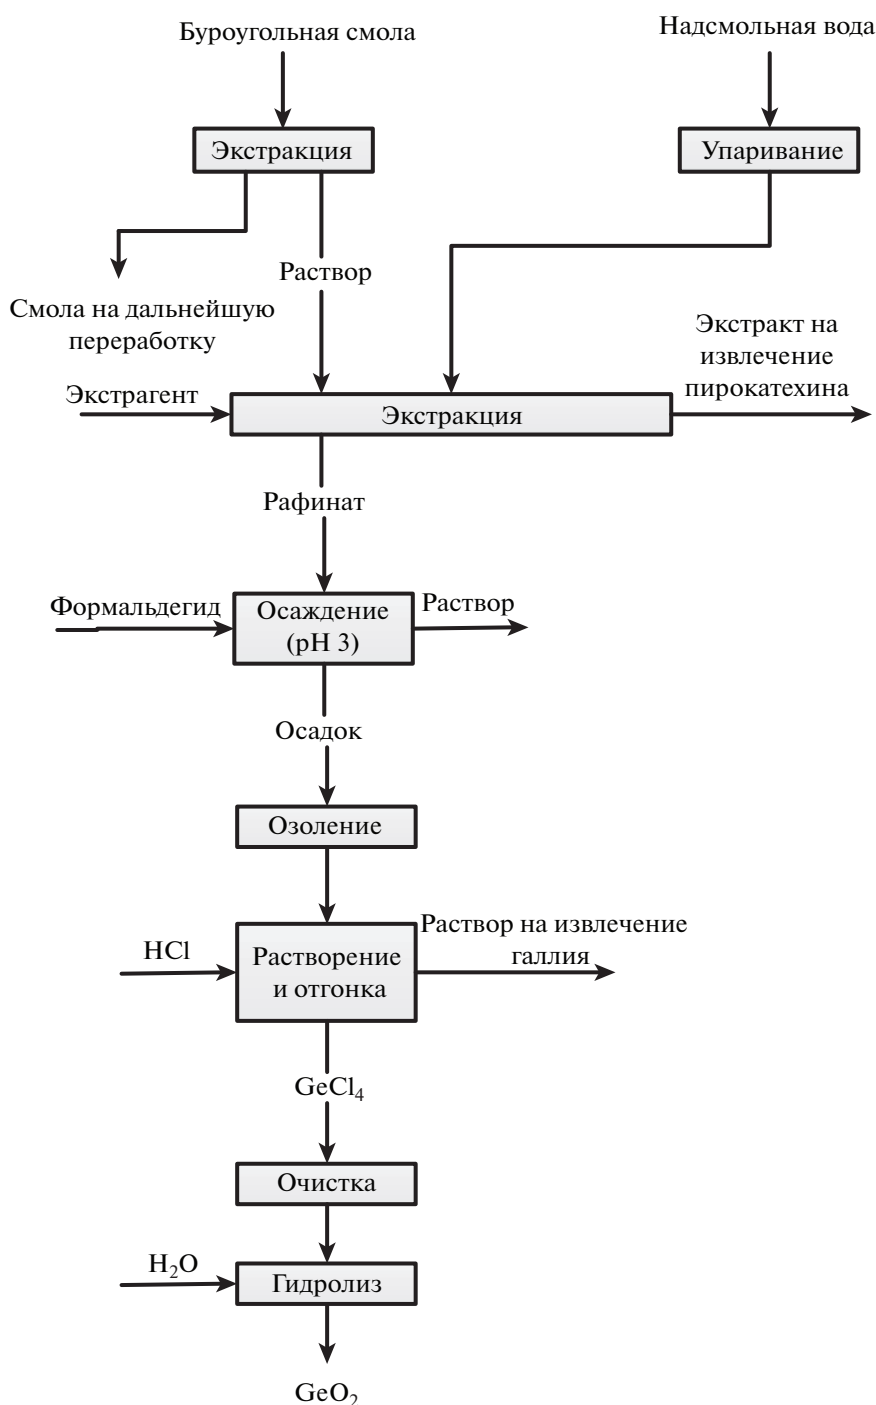 Буроугольная смола
Надсмольная вода
Экстракция
Упаривание
Раствор
Смола на дальнейшую
переработку
Экстракт на
извлечение
пирокатехина
Экстрагент
Экстракция
Рафинат
Формальдегид
Осаждение
(pH 3)
Раствор
Осадок
Озоление
HCl
Растворение
и отгонка
Раствор на извлечение
галлия
GeCl₄
Очистка
H₂O
Гидролиз
GeO₂